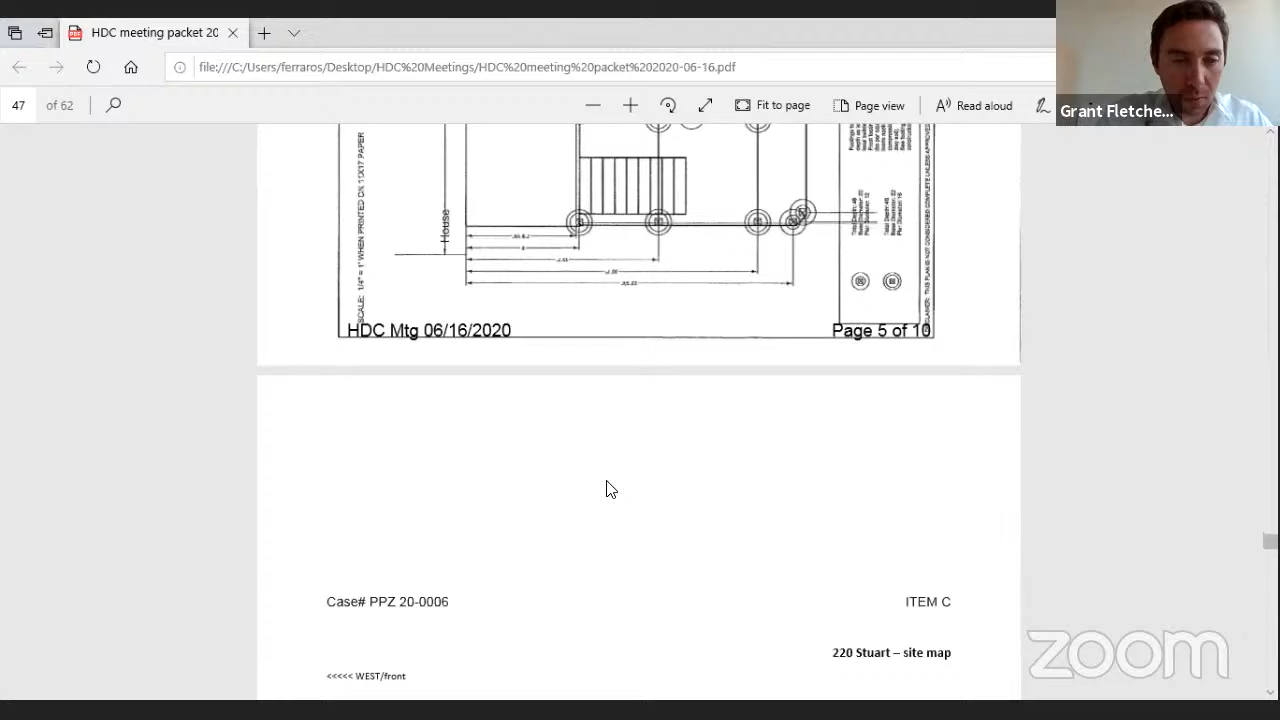 HDC meeting packet 20
file:///C:/Users/ferraros/Desktop/HDC%20Meetings/HDC%20meeting%20packet%202020-06-16.pdf
47 of 62
Fit to page
Page view
Read aloud
Grant Fletche...
SCALE: 1/4" = 1' WHEN PRINTED ON 11X17 PAPER
House
HDC Mtg 06/16/2020
Page 5 of 10
Case# PPZ 20-0006
ITEM C
220 Stuart – site map
<<<<< WEST/front
zoom